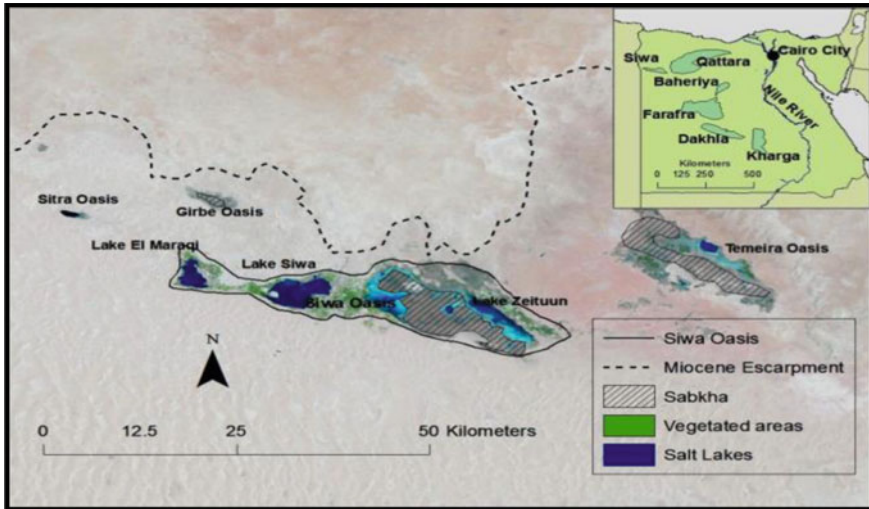 Siwa
Qattara
Cairo City
Baheriya
Farafra
Nile River
Dakhla
Kharga
Kilometers
0 125 250 500
Sitra Oasis
Girbe Oasis
Lake El Maraqi
Lake Siwa
Siwa Oasis
Lake Zeituun
Temeira Oasis
N
0 12.5 25 50 Kilometers
Siwa Oasis
Miocene Escarpment
Sabkha
Vegetated areas
Salt Lakes